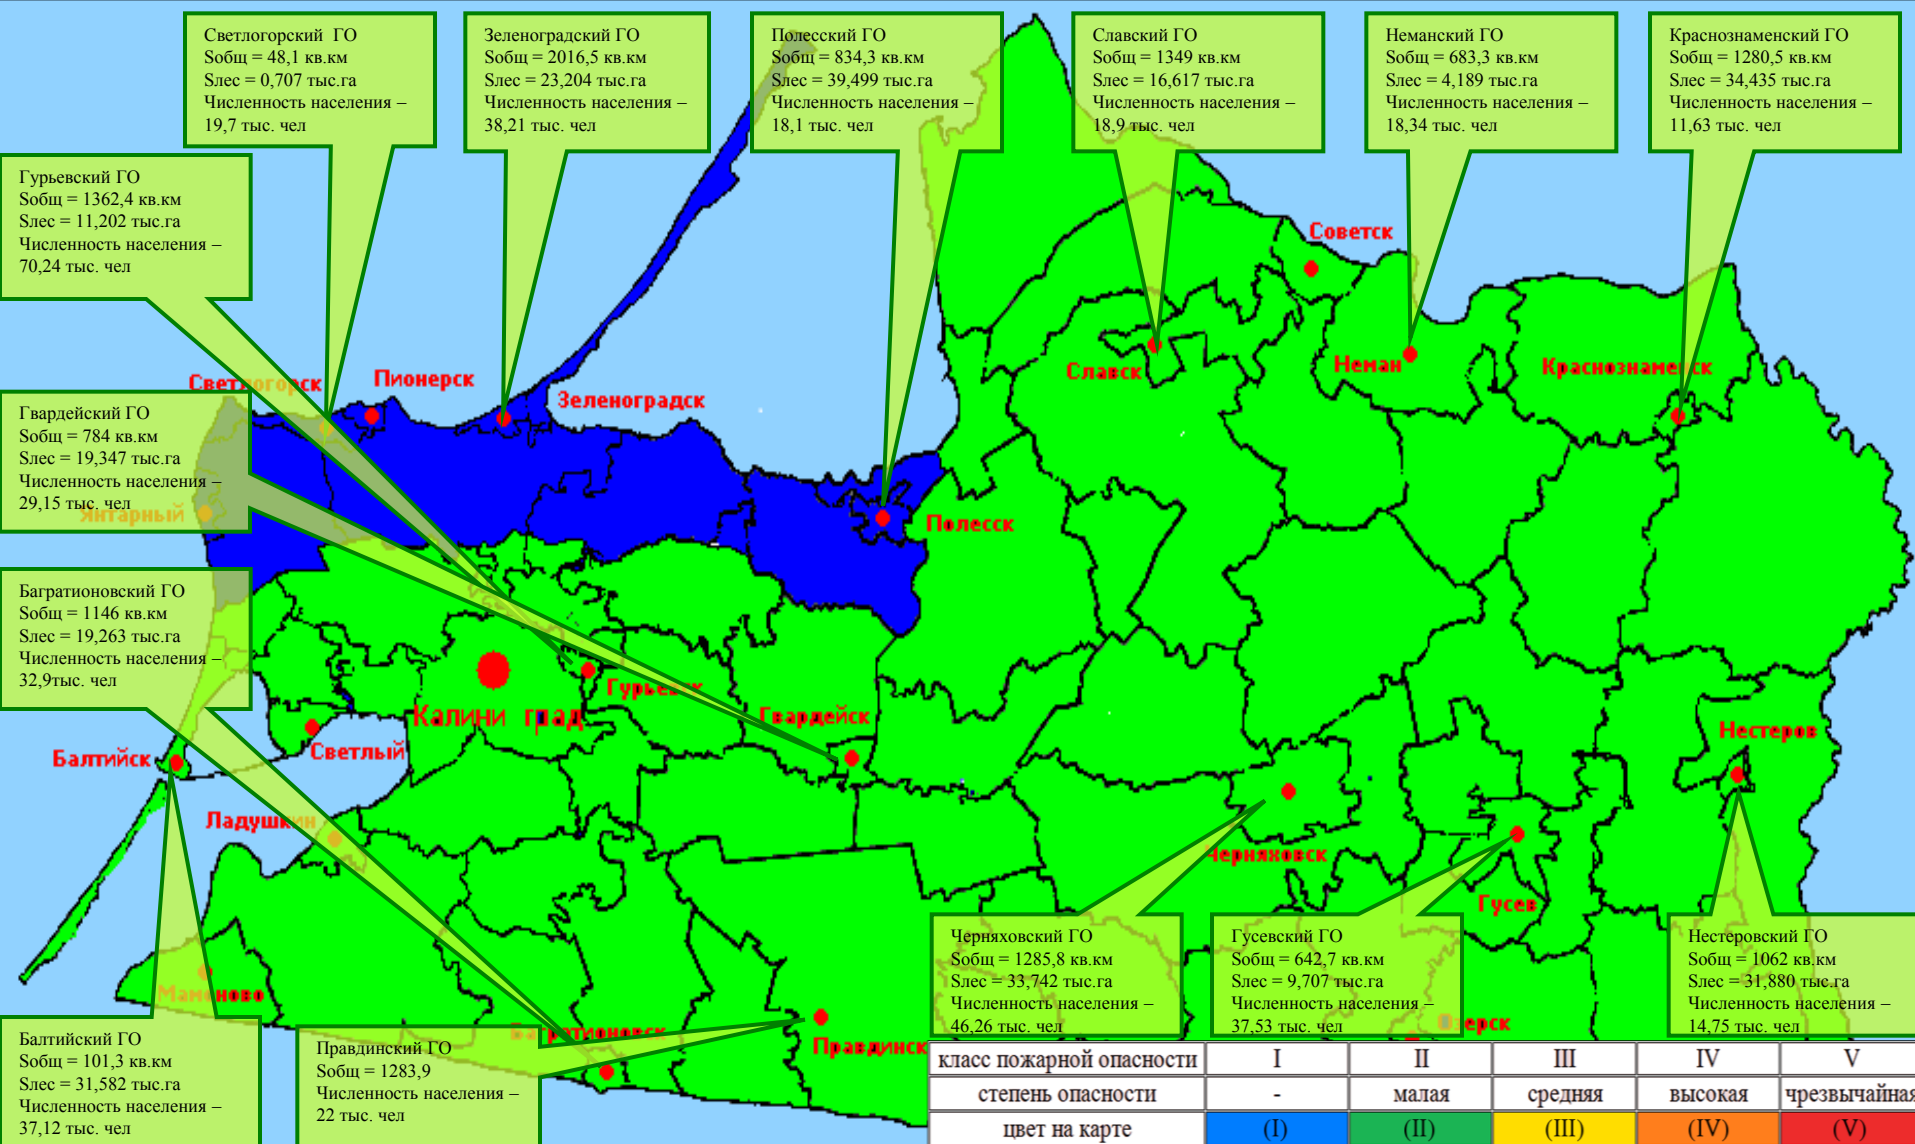 Светлогорский ГО
Sобщ = 48,1 кв.км
Sлес = 0,707 тыс.га
Численность населения –
19,7 тыс. чел
Зеленоградский ГО
Sобщ = 2016,5 кв.км
Sлес = 23,204 тыс.га
Численность населения –
38,21 тыс. чел
Полесский ГО
Sобщ = 834,3 кв.км
Sлес = 39,499 тыс.га
Численность населения –
18,1 тыс. чел
Славский ГО
Sобщ = 1349 кв.км
Sлес = 16,617 тыс.га
Численность населения –
18,9 тыс. чел
Неманский ГО
Sобщ = 683,3 кв.км
Sлес = 4,189 тыс.га
Численность населения –
18,34 тыс. чел
Краснознаменский ГО
Sобщ = 1280,5 кв.км
Sлес = 34,435 тыс.га
Численность населения –
11,63 тыс. чел
Гурьевский ГО
Sобщ = 1362,4 кв.км
Sлес = 11,202 тыс.га
Численность населения –
70,24 тыс. чел
Советск
Светлогорск
Пионерск
Зеленоградск
Славск
Неман
Краснознаменск
Гвардейский ГО
Sобщ = 784 кв.км
Sлес = 19,347 тыс.га
Численность населения –
29,15 тыс. чел
Янтарный
Полесск
Багратионовский ГО
Sобщ = 1146 кв.км
Sлес = 19,263 тыс.га
Численность населения –
32,9тыс. чел
Гурьевск
Калини град
Гвардейск
Светлый
Балтийск
Нестеров
Ладушкин
Черняховск
Гусев
Мамоново
Черняховский ГО
Sобщ = 1285,8 кв.км
Sлес = 33,742 тыс.га
Численность населения –
46,26 тыс. чел
Гусевский ГО
Sобщ = 642,7 кв.км
Sлес = 9,707 тыс.га
Численность населения –
37,53 тыс. чел
Нестеровский ГО
Sобщ = 1062 кв.км
Sлес = 31,880 тыс.га
Численность населения –
14,75 тыс. чел
Озерск
Багратионовск
Правдинск
Балтийский ГО
Sобщ = 101,3 кв.км
Sлес = 31,582 тыс.га
Численность населения –
37,12 тыс. чел
Правдинский ГО
Sобщ = 1283,9
Численность населения –
22 тыс. чел
класс пожарной опасности I II III IV V
степень опасности - малая средняя высокая чрезвычайная
цвет на карте (I) (II) (III) (IV) (V)